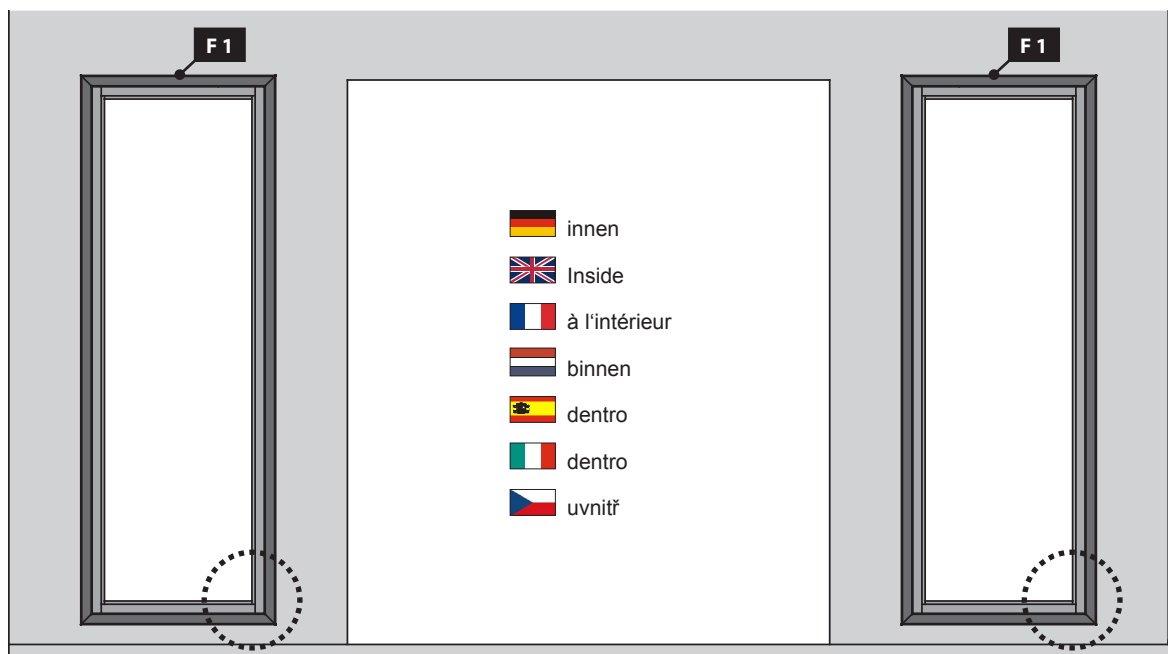 F 1
F 1
innen
Inside
à l‘intérieur
binnen
dentro
dentro
uvnitř